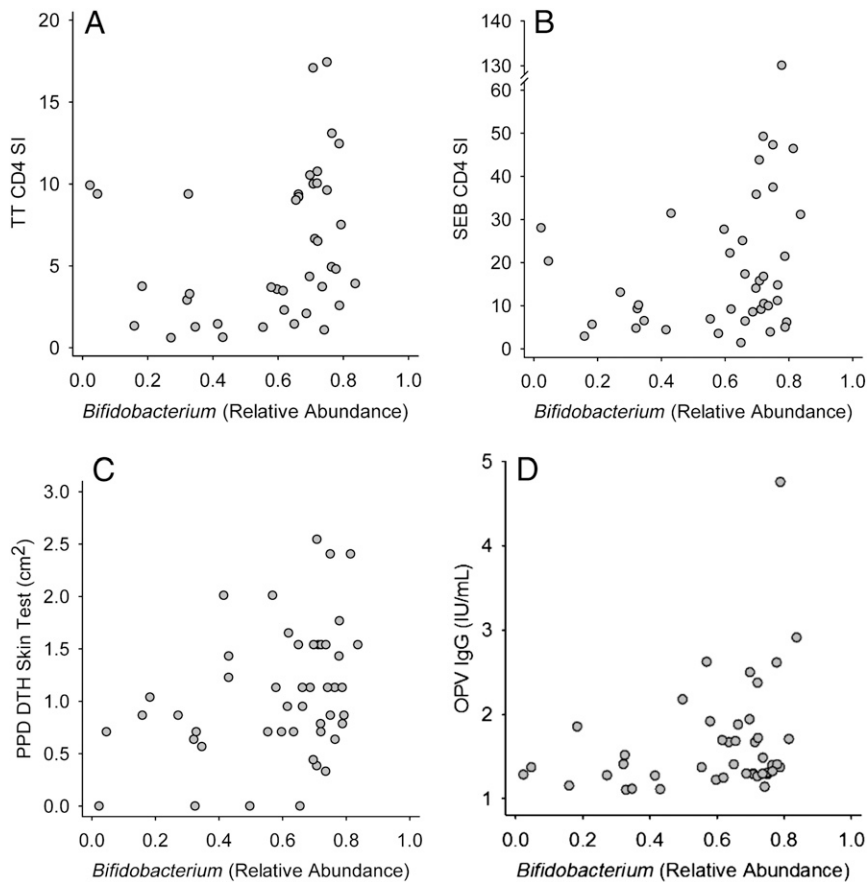 A
20
15
10
5
0
TT CD4 SI
0.0 0.2 0.4 0.6 0.8 1.0
Bifidobacterium (Relative Abundance)
B
140
130
60
50
40
30
20
10
0
SEB CD4 SI
0.0 0.2 0.4 0.6 0.8 1.0
Bifidobacterium (Relative Abundance)
C
3.0
2.5
2.0
1.5
1.0
0.5
0.0
PPD DTH Skin Test (cm²)
0.0 0.2 0.4 0.6 0.8 1.0
Bifidobacterium (Relative Abundance)
D
5
4
3
2
1
OPV IgG (IU/mL)
0.0 0.2 0.4 0.6 0.8 1.0
Bifidobacterium (Relative Abundance)